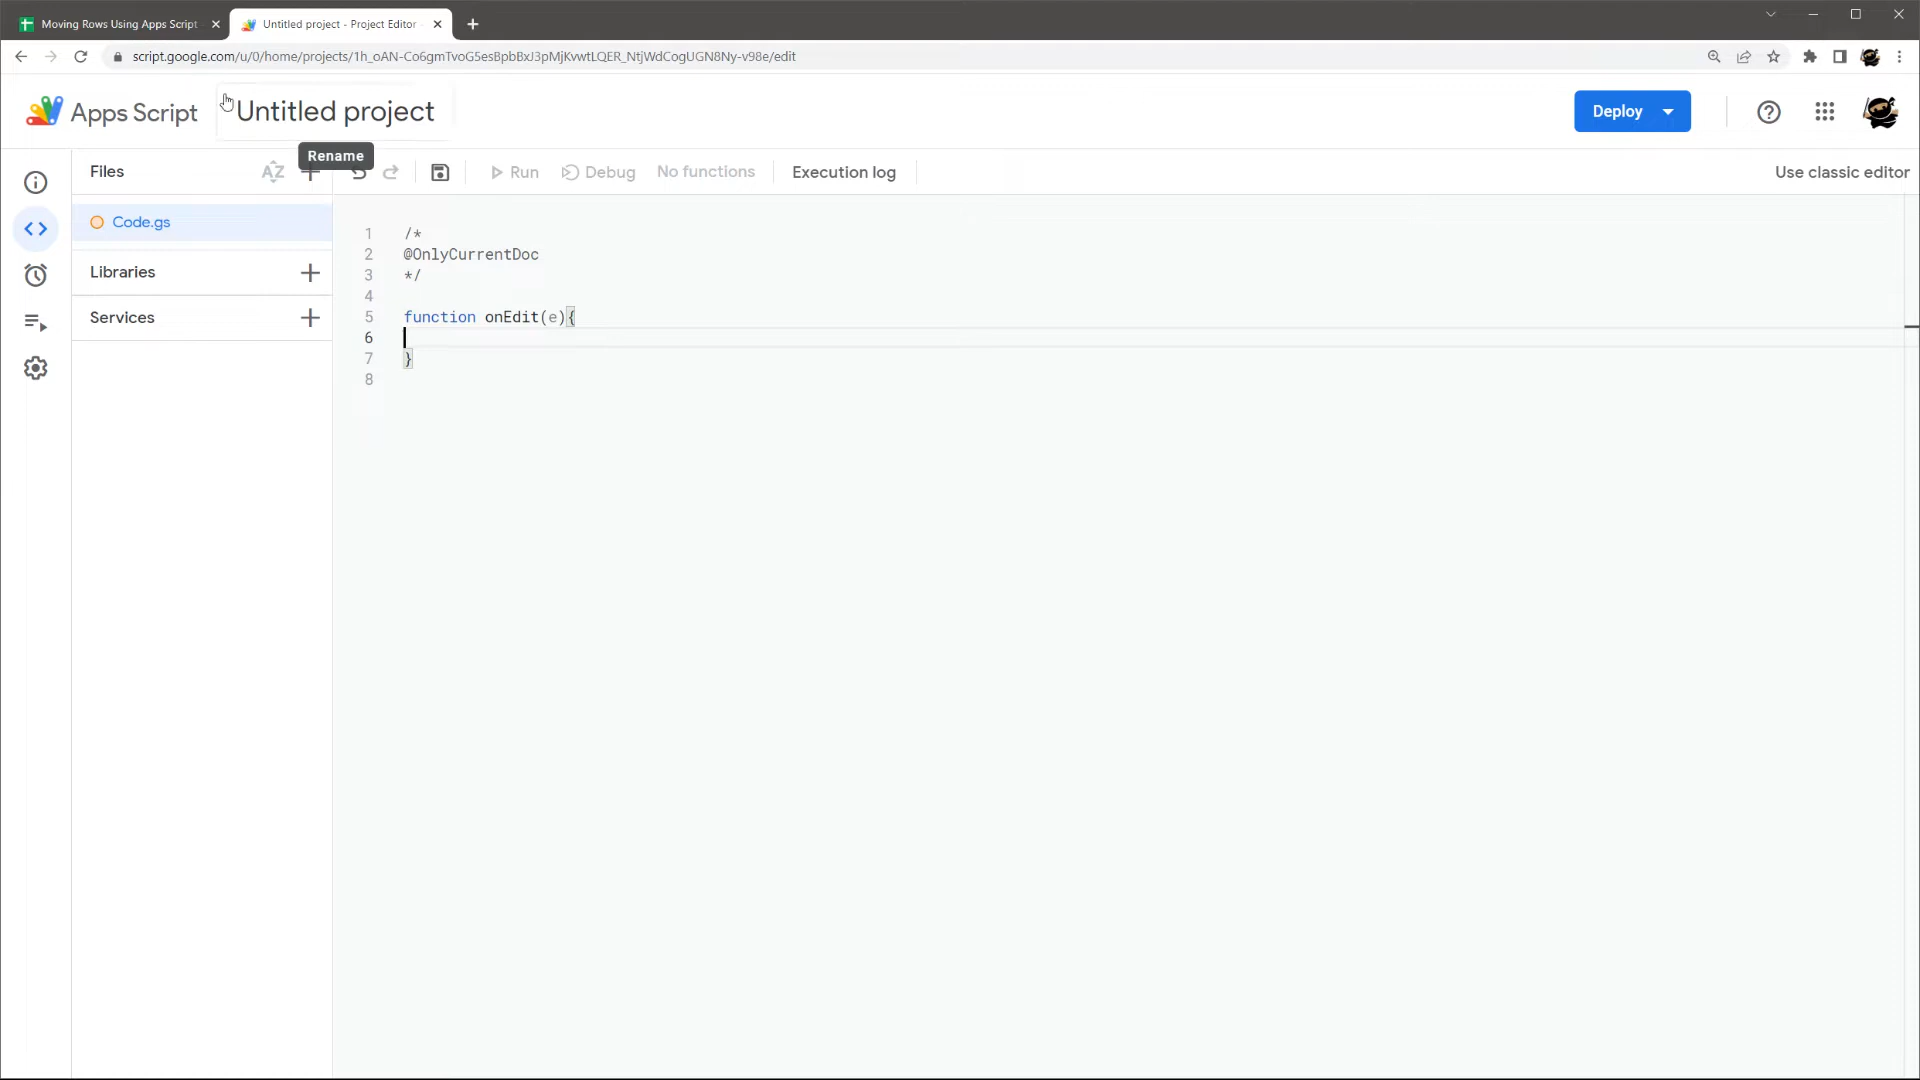 Moving Rows Using Apps Script
Untitled project - Project Editor
script.google.com/u/0/home/projects/1h_oAN-Co6gmTvoG5esBpbBxJ3pMjKvwtLQER_NtjWdCogUGN8Ny-v98e/edit
Apps Script
Untitled project
Deploy
Rename
Files
AZ
Run
Debug
No functions
Execution log
Use classic editor
Code.gs
Libraries
Services
1 /*
2 @OnlyCurrentDoc
3 */
4
5 function onEdit(e){
6
7 }
8